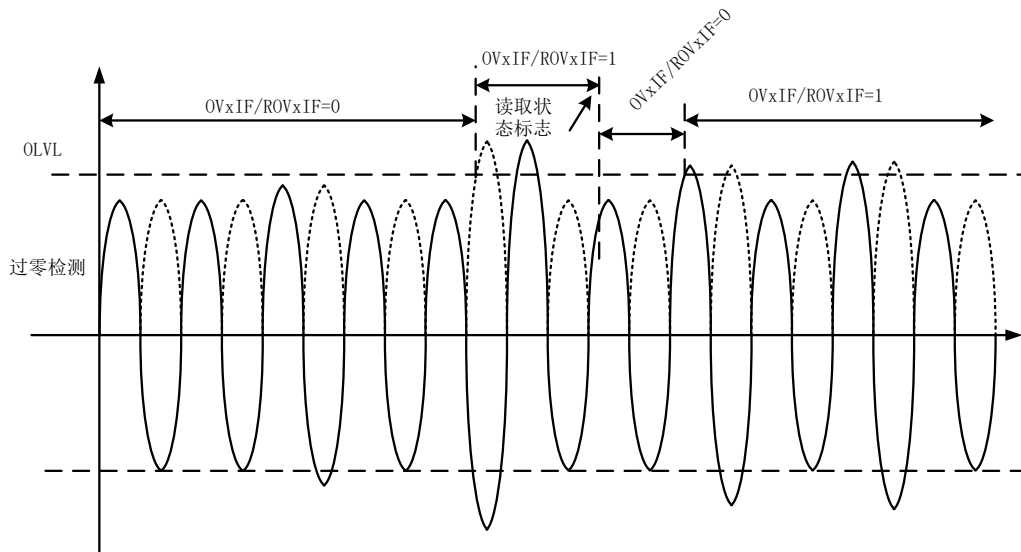 OVxIF/ROVxIF=1
OVxIF/ROVxIF=0
OVxIF/ROVxIF=0
OVxIF/ROVxIF=1
读取状
态标志
OLVL
过零检测